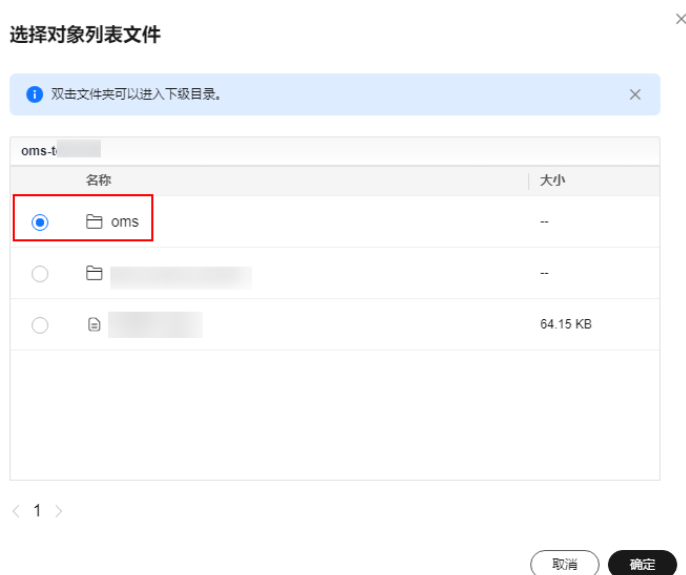 选择对象列表文件
双击文件夹可以进入下级目录。
oms-t
名称 大小
oms --
--
64.15 KB
< 1 >
取消 确定